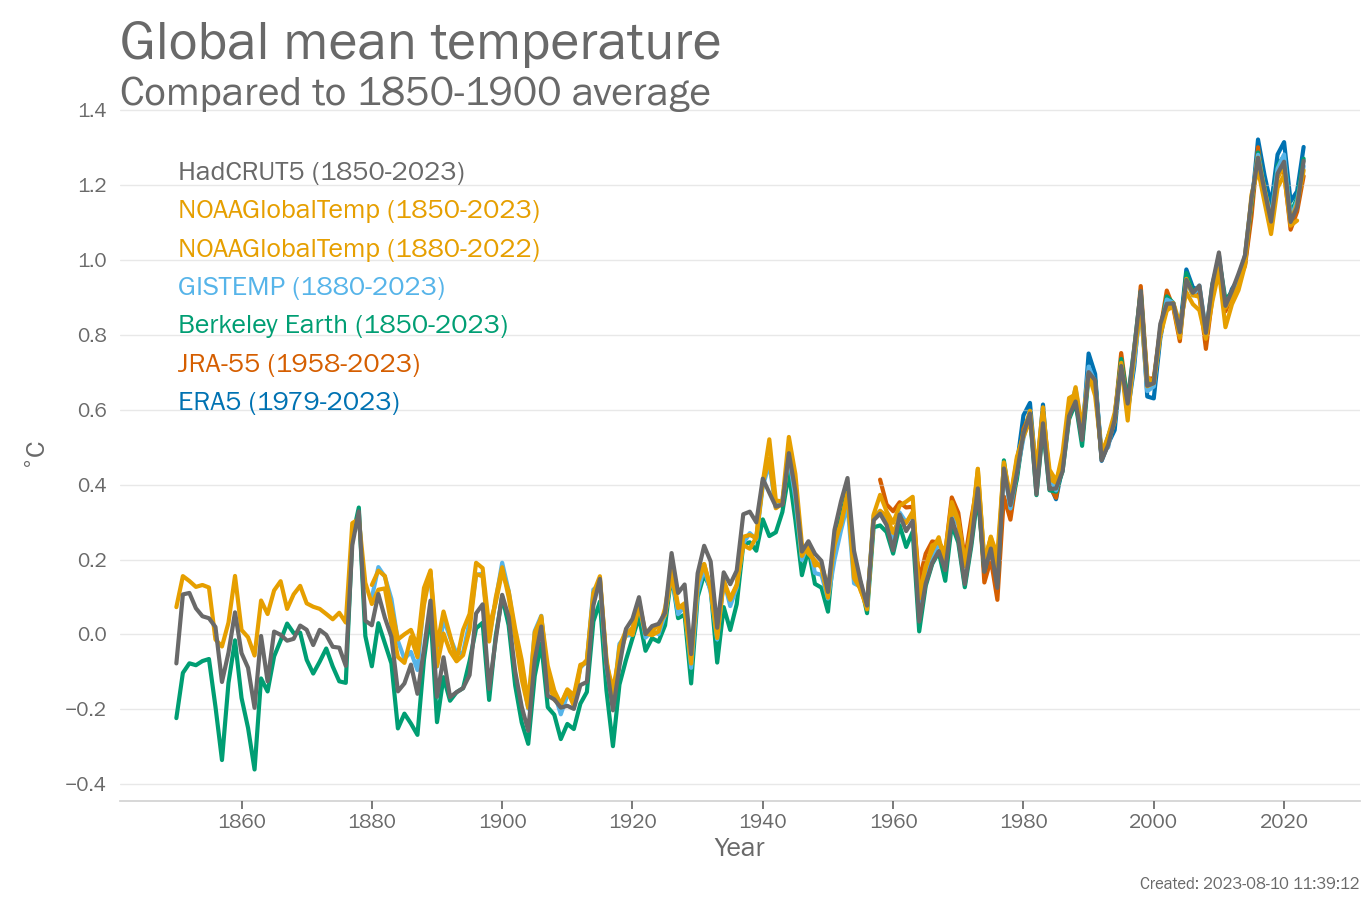 Global mean temperature
Compared to 1850-1900 average
1.4
HadCRUT5 (1850-2023)
1.2
NOAAGlobalTemp (1850-2023)
NOAAGlobalTemp (1880-2022)
1.0
GISTEMP (1880-2023)
Berkeley Earth (1850-2023)
0.8
JRA-55 (1958-2023)
ERA5 (1979-2023)
0.6
°C
0.4
0.2
0.0
−0.2
−0.4
1860 1880 1900 1920 1940 1960 1980 2000 2020
Year
Created: 2023-08-10 11:39:12